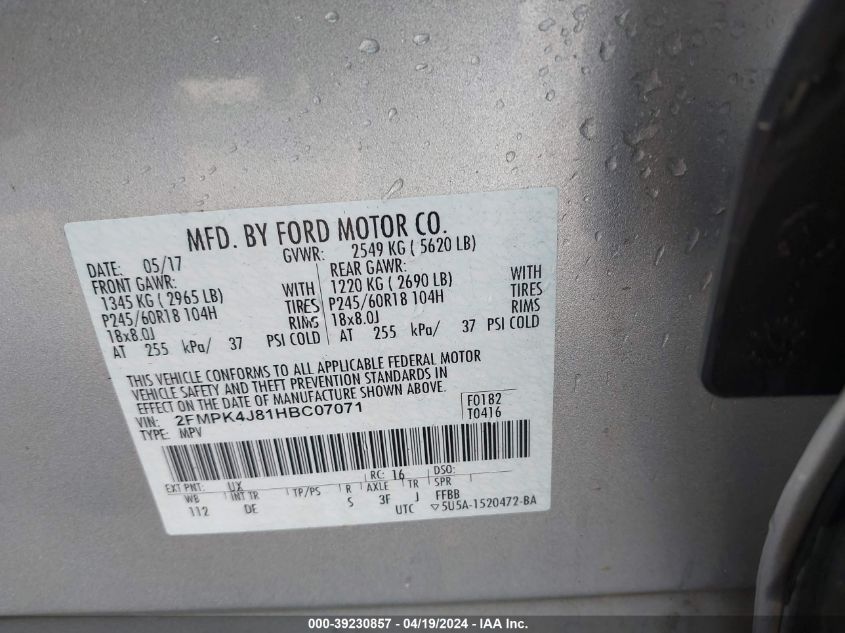 MFD. BY FORD MOTOR CO.
DATE: 05/17 GVWR: 2549 KG ( 5620 LB)
FRONT GAWR: REAR GAWR:
1345 KG ( 2965 LB) WITH 1220 KG ( 2690 LB) WITH
P245/60R18 104H TIRES P245/60R18 104H TIRES
18x8.0J RIMS 18x8.0J RIMS
AT 255 kPa/ 37 PSI COLD AT 255 kPa/ 37 PSI COLD
THIS VEHICLE CONFORMS TO ALL APPLICABLE FEDERAL MOTOR
VEHICLE SAFETY AND THEFT PREVENTION STANDARDS IN
EFFECT ON THE DATE OF MANUFACTURE SHOWN ABOVE.
VIN: 2FMPK4J81HBC07071 F0182
TYPE: MPV T0416
EXT PNT: UX RC: 16 DSO:
WB INT TR TP/PS R AXLE TR SPR
112 DE S 3F J FFBB
UTC ▽5U5A-1520472-BA
000-39230857 - 04/19/2024 - IAA Inc.